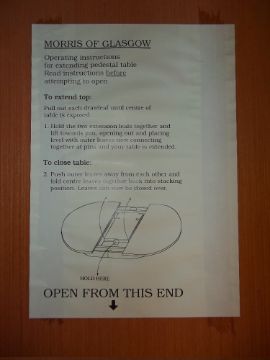 MORRIS OF GLASGOW
Operating instructions
for extending pedestal table
Read instructions before
attempting to open
To extend top:
Pull out each drawleaf until centre of
table is exposed
1. Hold the two extension leafs together and
lift towards you, opening out and placing
level with outer leaves now connecting
together at pins and your table is extended.
To close table:
2. Push outer leaves away from each other and
fold centre leaves together back into stacking
position. Leaves can now be closed over.
HOLD HERE
OPEN FROM THIS END